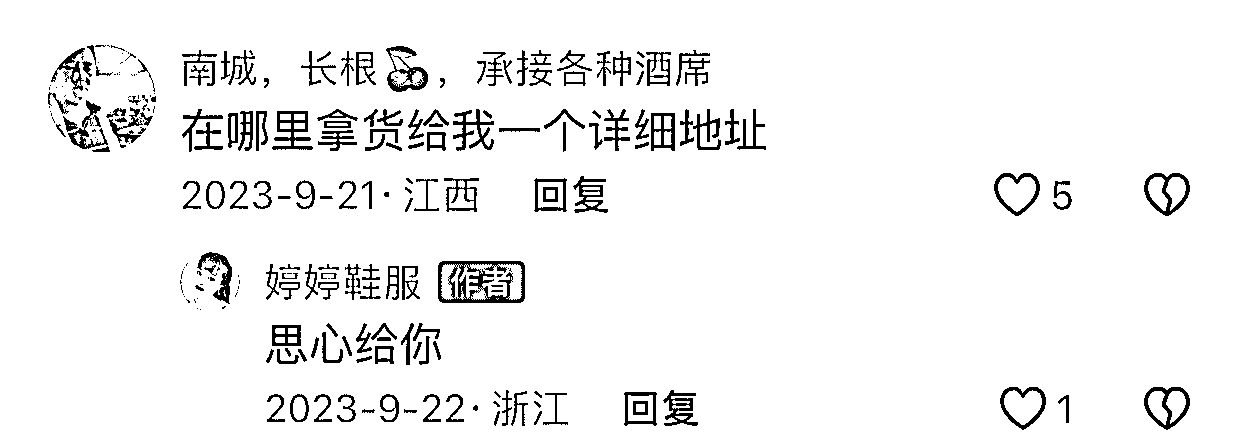 南城，长根🍒，承接各种酒席
在哪里拿货给我一个详细地址
2023-9-21·江西 回复 5
婷婷鞋服 作者
思心给你
2023-9-22·浙江 回复 1